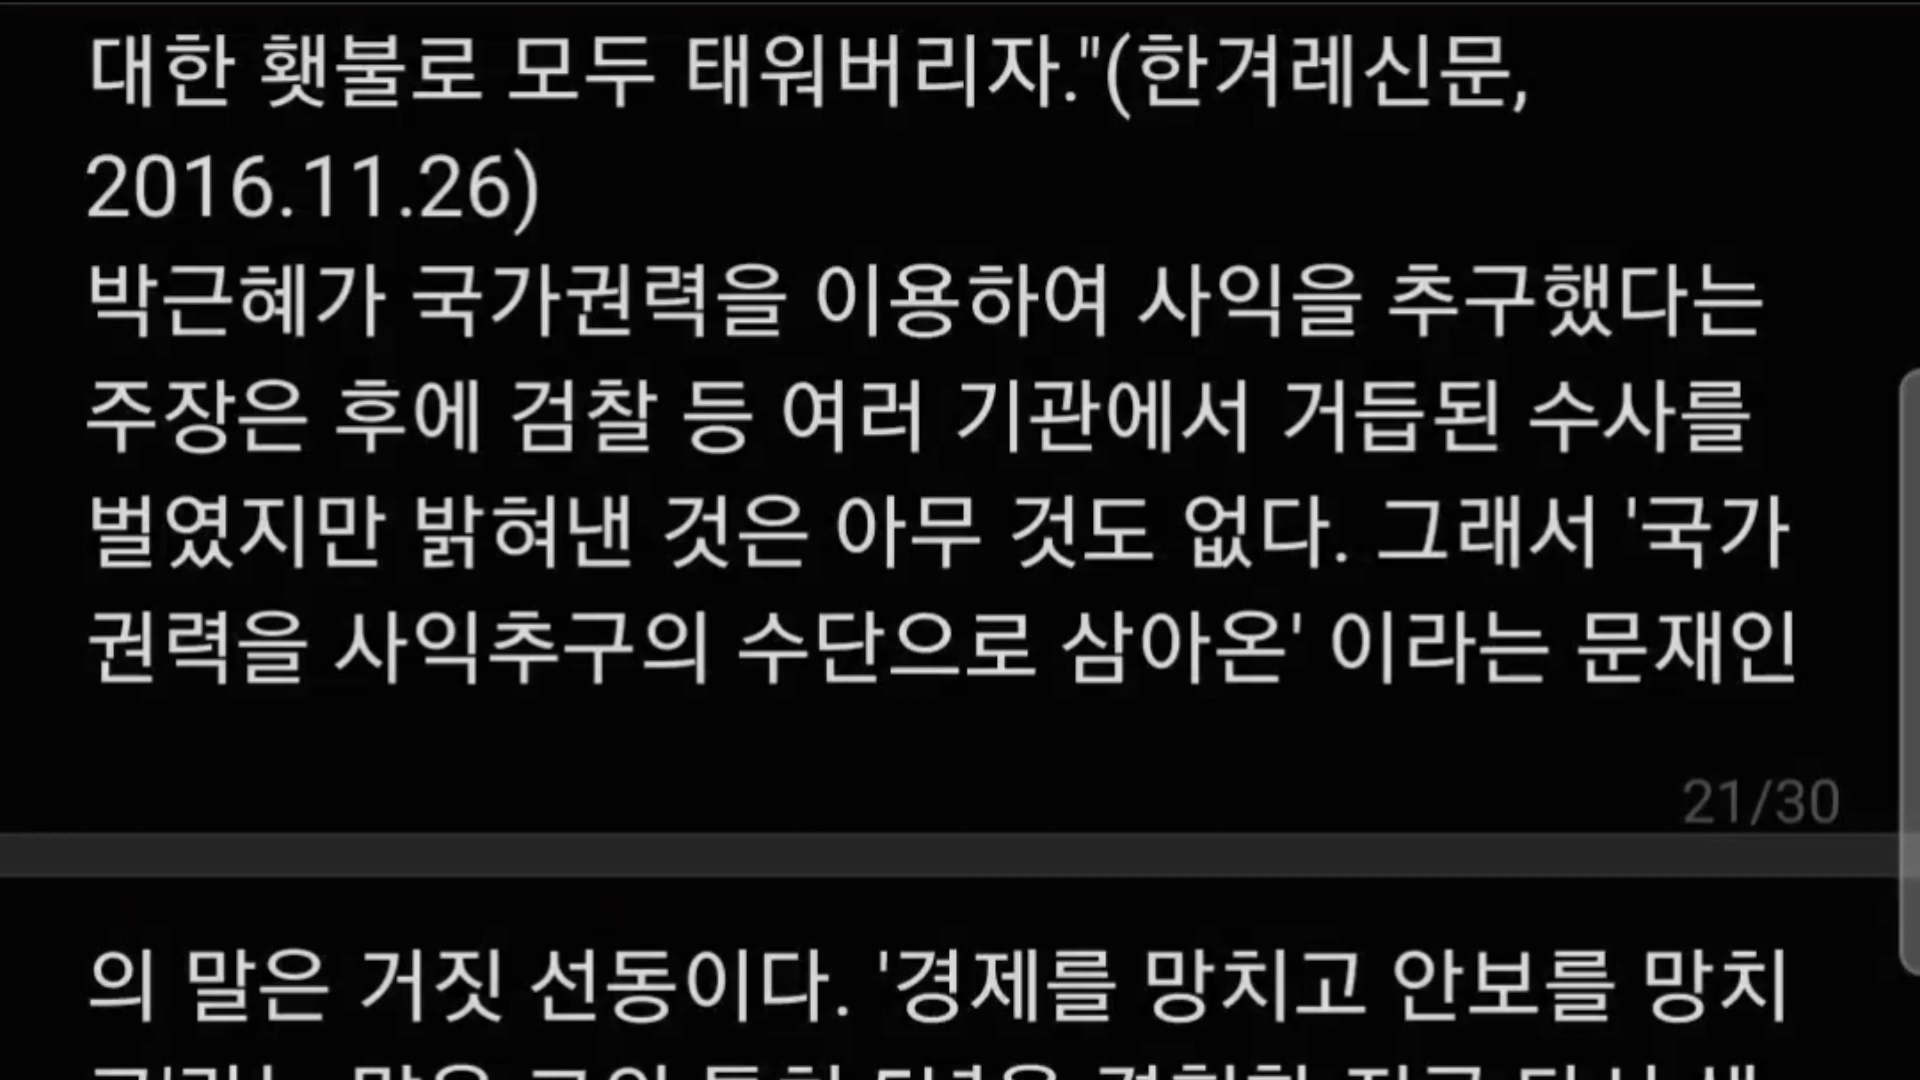 대한 횃불로 모두 태워버리자."(한겨레신문,
2016.11.26)
박근혜가 국가권력을 이용하여 사익을 추구했다는
주장은 후에 검찰 등 여러 기관에서 거듭된 수사를
벌였지만 밝혀낸 것은 아무 것도 없다. 그래서 '국가
권력을 사익추구의 수단으로 삼아온' 이라는 문재인
21/30
의 말은 거짓 선동이다. '경제를 망치고 안보를 망치